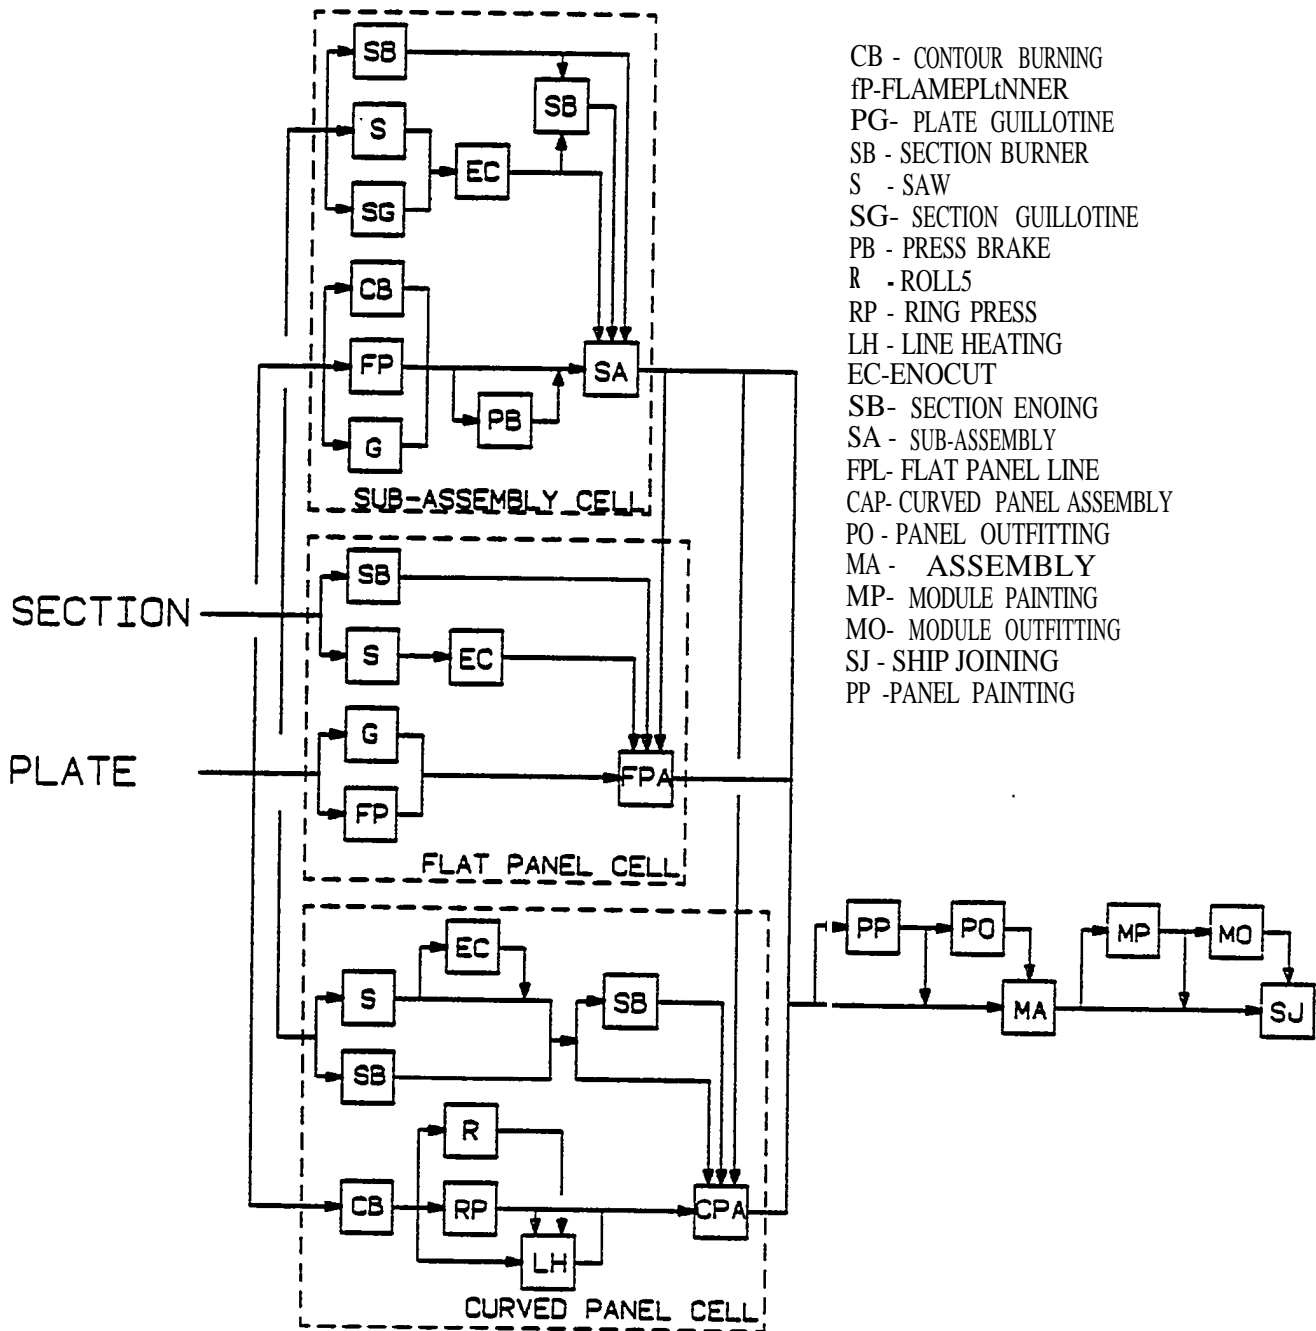 SB
SB
S
EC
SG
CB
FP
SA
PB
G
SUB-ASSEMBLY CELL
SECTION
SB
S
EC
PLATE
G
FPA
FP
FLAT PANEL CELL
EC
S
SB
SB
R
CB
RP
CPA
LH
CURVED PANEL CELL
PP
PO
MA
MP
MO
SJ
CB - CONTOUR BURNING
fP-FLAMEPLtNNER
PG- PLATE GUILLOTINE
SB - SECTION BURNER
S - SAW
SG- SECTION GUILLOTINE
PB - PRESS BRAKE
R - ROLL5
RP - RING PRESS
LH - LINE HEATING
EC-ENOCUT
SB- SECTION ENOING
SA - SUB-ASSEMBLY
FPL- FLAT PANEL LINE
CAP- CURVED PANEL ASSEMBLY
PO - PANEL OUTFITTING
MA - ASSEMBLY
MP- MODULE PAINTING
MO- MODULE OUTFITTING
SJ - SHIP JOINING
PP -PANEL PAINTING